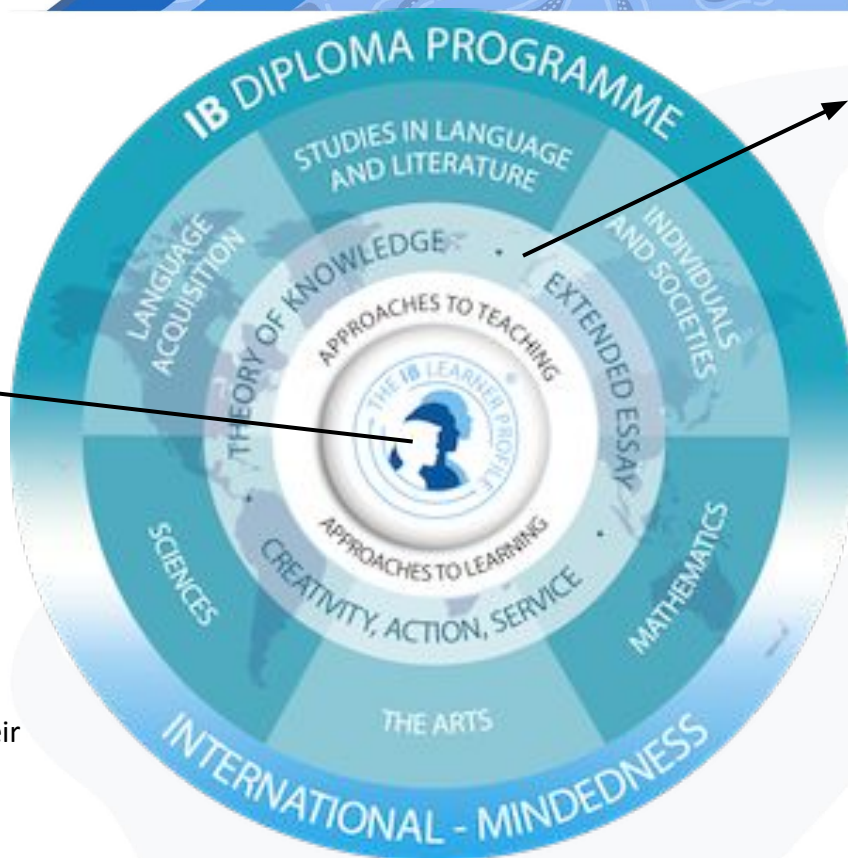 IB DIPLOMA PROGRAMME
STUDIES IN LANGUAGE
AND LITERATURE
LANGUAGE
ACQUISITION
INDIVIDUALS
AND SOCIETIES
THEORY OF KNOWLEDGE
EXTENDED ESSAY
APPROACHES TO TEACHING
THE IB LEARNER PROFILE
®
APPROACHES TO LEARNING
CREATIVITY, ACTION, SERVICE
SCIENCES
MATHEMATICS
THE ARTS
eir
INTERNATIONAL - MINDEDNESS